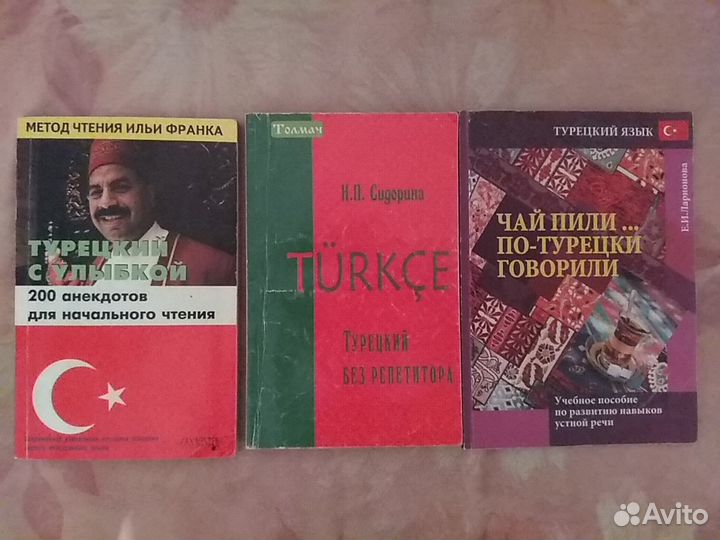 МЕТОД ЧТЕНИЯ ИЛЬИ ФРАНКА
ТУРЕЦКИЙ
С УЛЫБКОЙ
200 анекдотов
для начального чтения
Толмач
Н.П. Сидорина
TÜRKÇE
Турецкий
без репетитора
ТУРЕЦКИЙ ЯЗЫК
Е.И.Ларионова
ЧАЙ ПИЛИ ...
ПО-ТУРЕЦКИ
ГОВОРИЛИ
Учебное пособие
по развитию навыков
устной речи
Avito